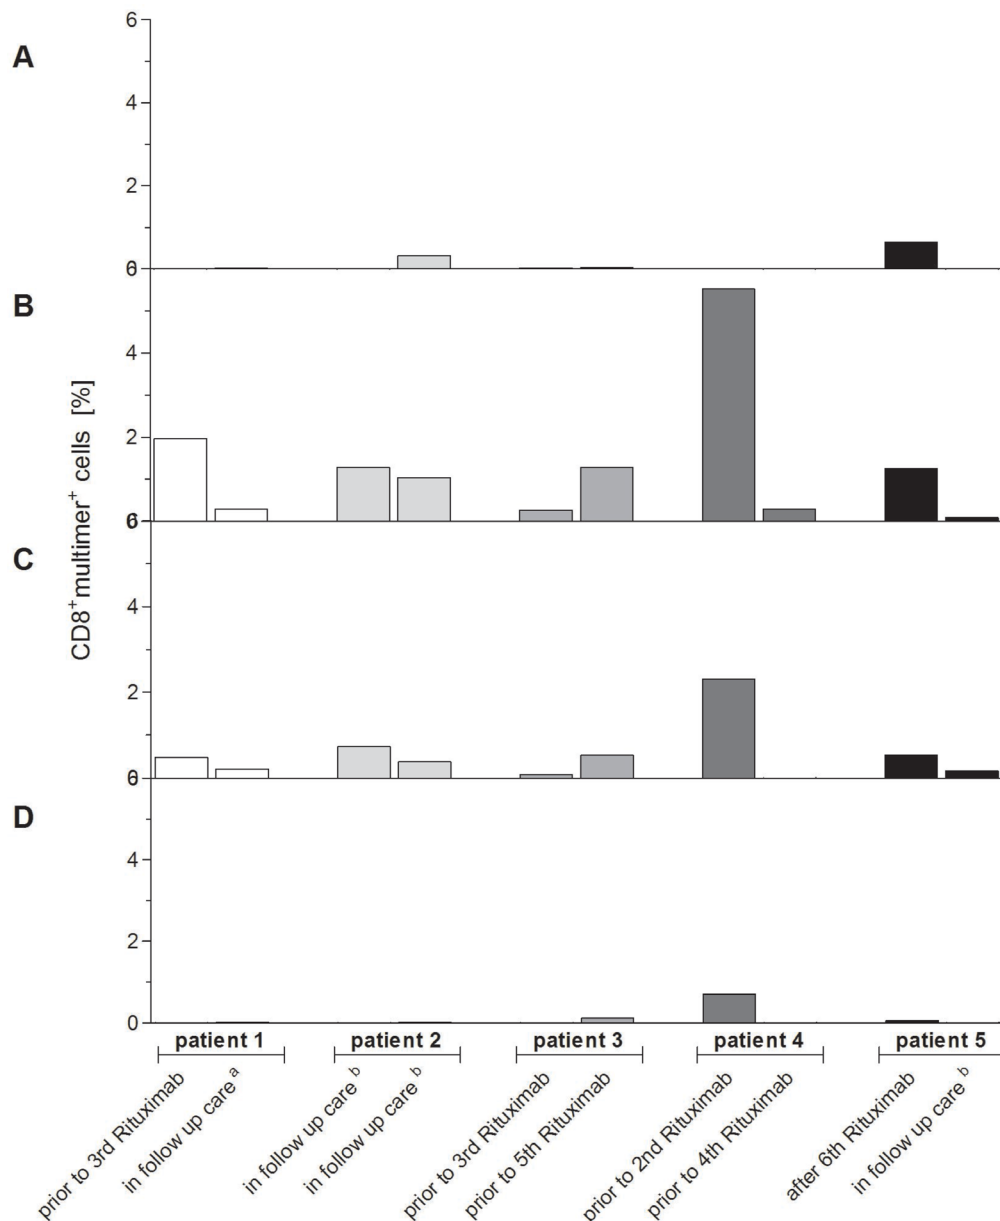 A
6
4
2
6
B
4
2
6
C
4
2
6
D
4
2
0
CD8+multimer+ cells [%]
patient 1
patient 2
patient 3
patient 4
patient 5
prior to 3rd Rituximab
in follow up care a
in follow up care b
in follow up care b
prior to 3rd Rituximab
prior to 5th Rituximab
prior to 2nd Rituximab
prior to 4th Rituximab
after 6th Rituximab
in follow up care b